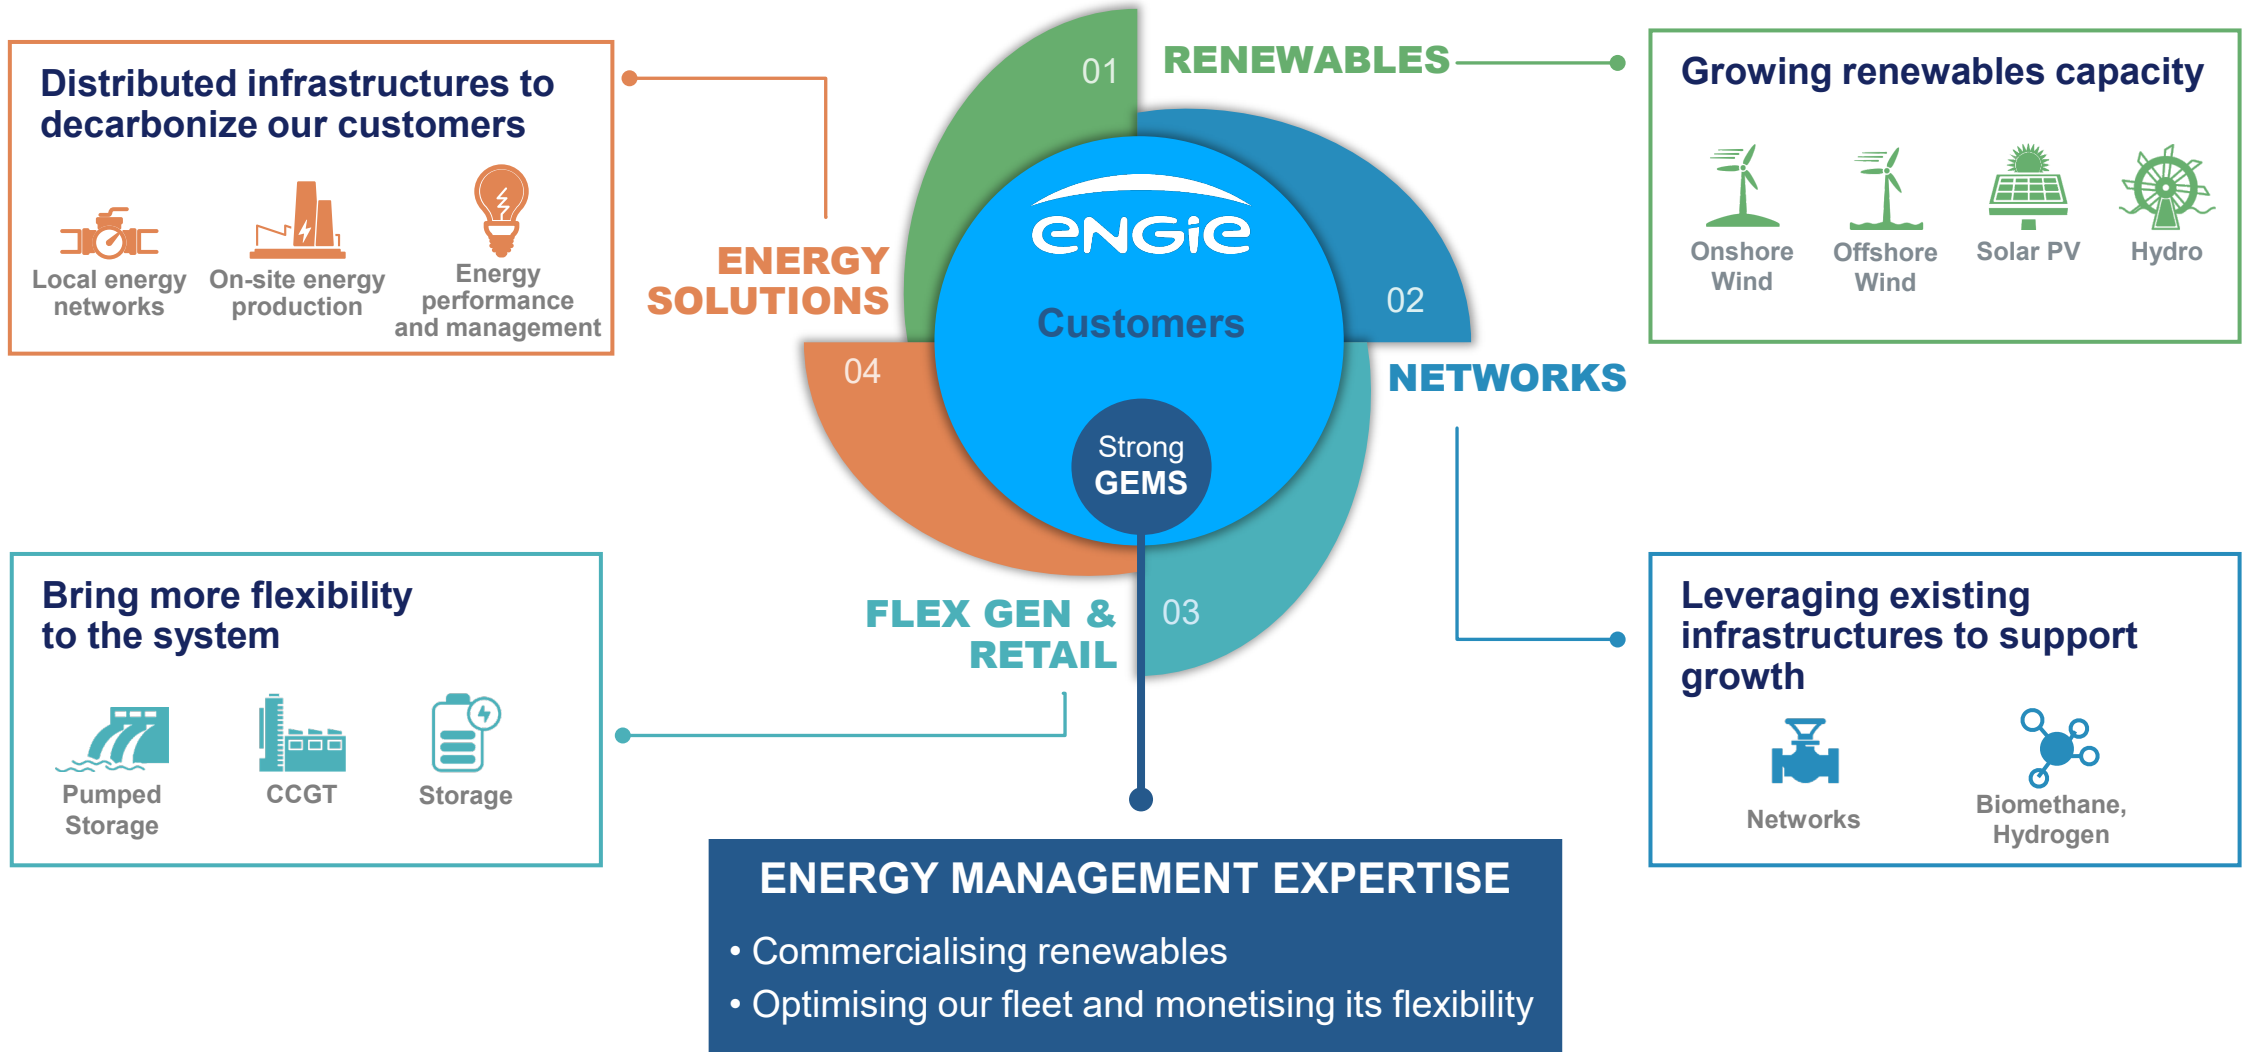 Distributed infrastructures to
decarbonize our customers
Local energy
networks
On-site energy
production
Energy
performance
and management
ENERGY
SOLUTIONS
01
RENEWABLES
Growing renewables capacity
Onshore
Wind
Offshore
Wind
Solar PV
Hydro
ENGIE
Customers
02
NETWORKS
04
Strong
GEMS
Bring more flexibility
to the system
Pumped
Storage
CCGT
Storage
FLEX GEN &
RETAIL
03
Leveraging existing
infrastructures to support
growth
Networks
Biomethane,
Hydrogen
ENERGY MANAGEMENT EXPERTISE
• Commercialising renewables
• Optimising our fleet and monetising its flexibility